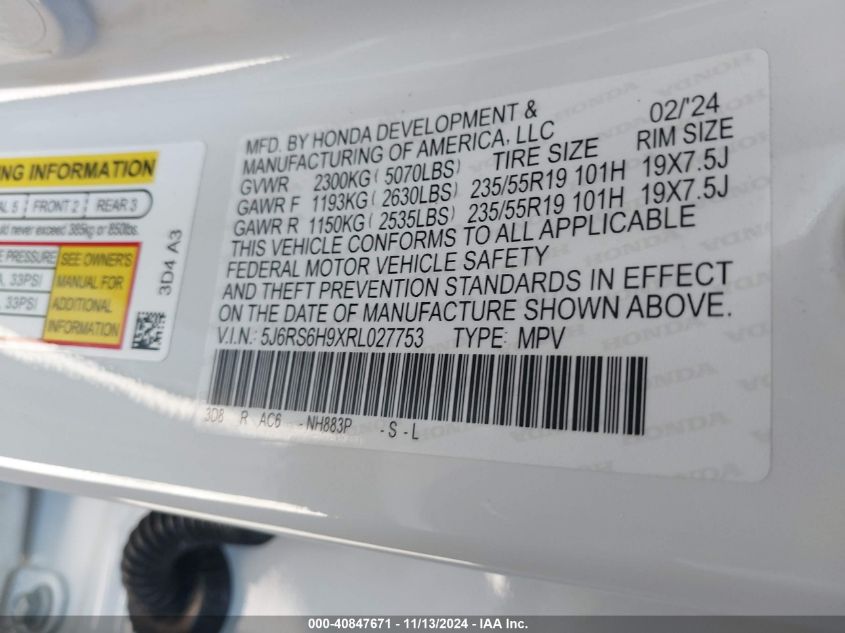 ING INFORMATION
AL 5 FRONT 2 REAR 3
ould never exceed 385kg or 850lbs.
E PRESSURE
A, 33PSI
A, 33PSI
SEE OWNER'S
MANUAL FOR
ADDITIONAL
INFORMATION
3D4 A3
MFD. BY HONDA DEVELOPMENT & 02/'24
MANUFACTURING OF AMERICA, LLC TIRE SIZE RIM SIZE
GVWR 2300KG ( 5070LBS)
GAWR F 1193KG ( 2630LBS) 235/55R19 101H 19X7.5J
GAWR R 1150KG ( 2535LBS) 235/55R19 101H 19X7.5J
THIS VEHICLE CONFORMS TO ALL APPLICABLE
FEDERAL MOTOR VEHICLE SAFETY
AND THEFT PREVENTION STANDARDS IN EFFECT
ON THE DATE OF MANUFACTURE SHOWN ABOVE.
V.I.N.: 5J6RS6H9XRL027753 TYPE: MPV
3D8 R AC6 - NH883P - S - L
HONDA
000-40847671 - 11/13/2024 - IAA Inc.